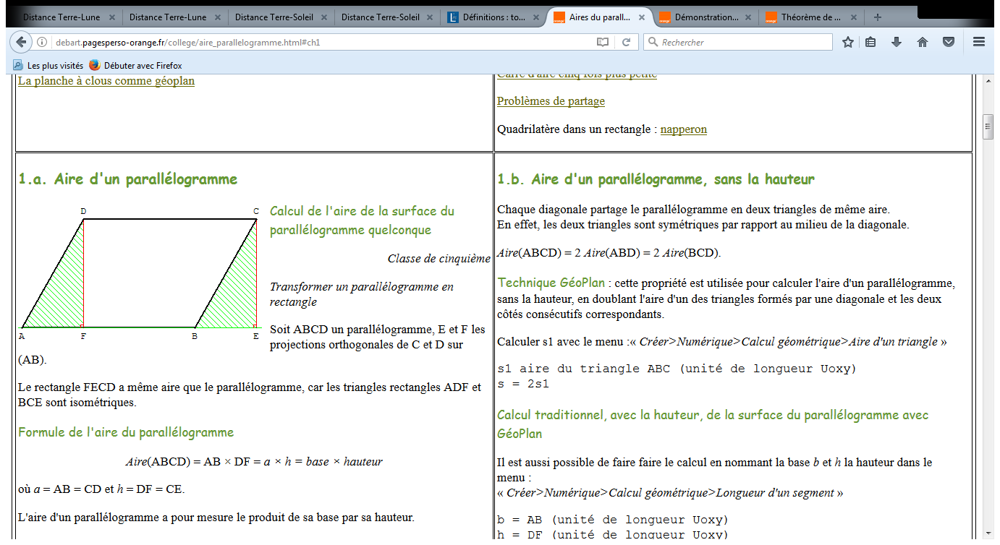 Distance Terre-Lune
Distance Terre-Lune
Distance Terre-Soleil
Distance Terre-Soleil
Définitions : to...
Aires du parall...
Démonstration...
Théorème de ...
debart.pagesperso-orange.fr/college/aire_parallelogramme.html#ch1
Rechercher
Les plus visités
Débuter avec Firefox
La planche à clous comme géoplan
Carré d'aire cinq fois plus petite
Problèmes de partage
Quadrilatère dans un rectangle : napperon
1.a. Aire d'un parallélogramme
D
C
A
F
B
E
Calcul de l'aire de la surface du
parallélogramme quelconque
Classe de cinquième
Transformer un parallélogramme en
rectangle
Soit ABCD un parallélogramme, E et F les
projections orthogonales de C et D sur
(AB).
Le rectangle FECD a même aire que le parallélogramme, car les triangles rectangles ADF et
BCE sont isométriques.
Formule de l'aire du parallélogramme
Aire(ABCD) = AB × DF = a × h = base × hauteur
où a = AB = CD et h = DF = CE.
L'aire d'un parallélogramme a pour mesure le produit de sa base par sa hauteur.
1.b. Aire d'un parallélogramme, sans la hauteur
Chaque diagonale partage le parallélogramme en deux triangles de même aire.
En effet, les deux triangles sont symétriques par rapport au milieu de la diagonale.
Aire(ABCD) = 2 Aire(ABD) = 2 Aire(BCD).
Technique GéoPlan : cette propriété est utilisée pour calculer l'aire d'un parallélogramme,
sans la hauteur, en doublant l'aire d'un des triangles formés par une diagonale et les deux
côtés consécutifs correspondants.
Calculer s1 avec le menu :« Créer>Numérique>Calcul géométrique>Aire d'un triangle »
s1 aire du triangle ABC (unité de longueur Uoxy)
s = 2s1
Calcul traditionnel, avec la hauteur, de la surface du parallélogramme avec
GéoPlan
Il est aussi possible de faire faire le calcul en nommant la base b et h la hauteur dans le
menu :
« Créer>Numérique>Calcul géométrique>Longueur d'un segment »
b = AB (unité de longueur Uoxy)
h = DF (unité de longueur Uoxy)